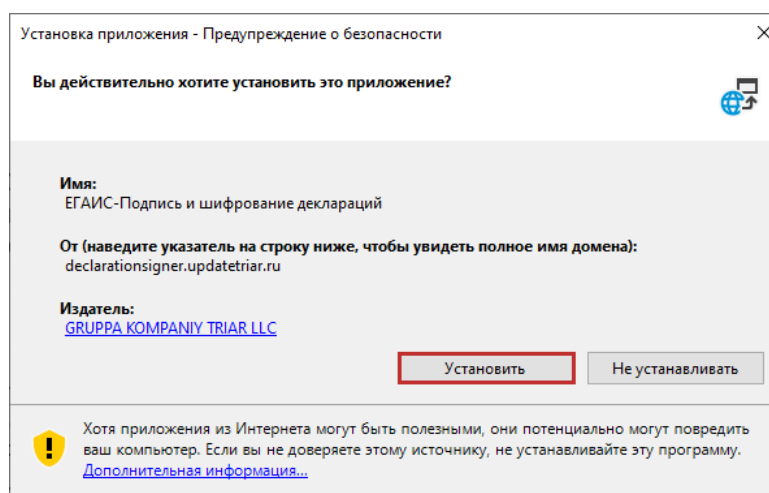 Установка приложения - Предупреждение о безопасности
Вы действительно хотите установить это приложение?
Имя:
ЕГАИС-Подпись и шифрование деклараций
От (наведите указатель на строку ниже, чтобы увидеть полное имя домена):
declarationsigner.updatetriar.ru
Издатель:
GRUPPA KOMPANIY TRIAR LLC
Установить
Не устанавливать
Хотя приложения из Интернета могут быть полезными, они потенциально могут повредить
ваш компьютер. Если вы не доверяете этому источнику, не устанавливайте эту программу.
Дополнительная информация...